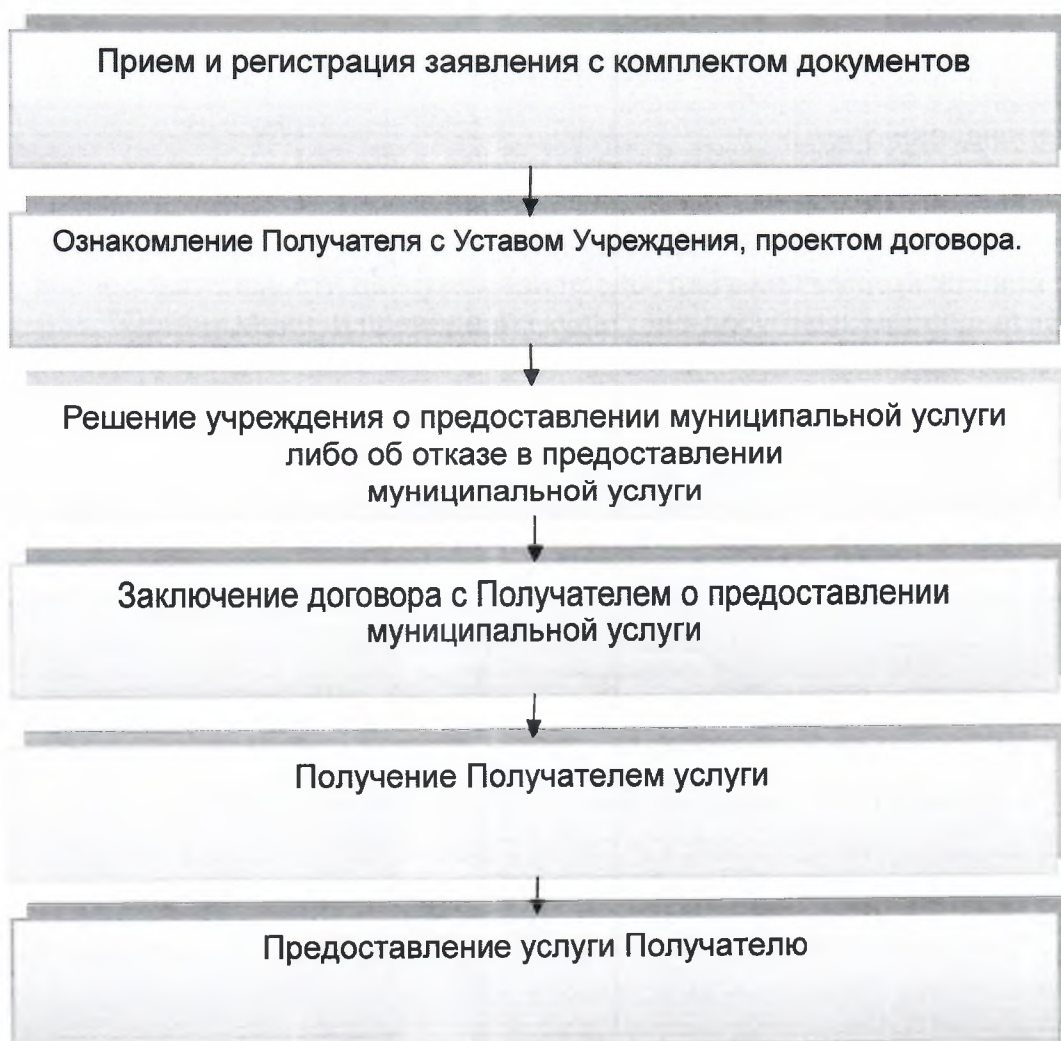 Прием и регистрация заявления с комплектом документов
Ознакомление Получателя с Уставом Учреждения, проектом договора.
Решение учреждения о предоставлении муниципальной услуги
либо об отказе в предоставлении
муниципальной услуги
Заключение договора с Получателем о предоставлении
муниципальной услуги
Получение Получателем услуги
Предоставление услуги Получателю